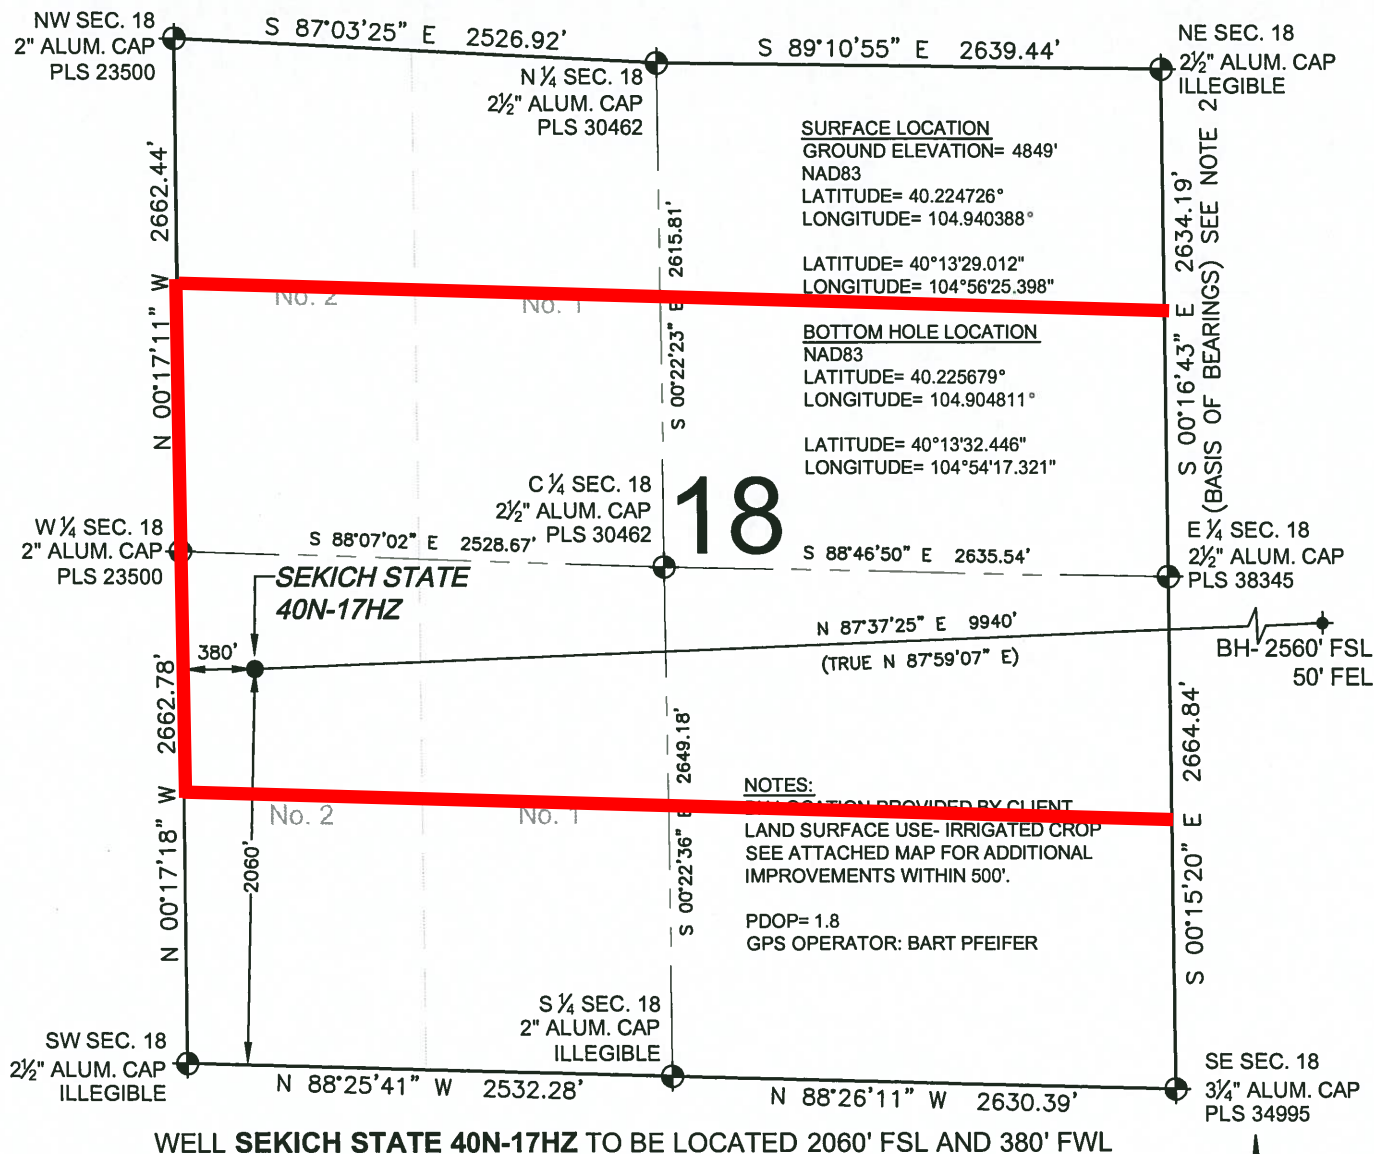 NW SEC. 18
2" ALUM. CAP
PLS 23500
S 87°03'25" E 2526.92'
N ¼ SEC. 18
2½" ALUM. CAP
PLS 30462
S 89°10'55" E 2639.44'
NE SEC. 18
2½" ALUM. CAP
ILLEGIBLE
N 00°17'11" W 2662.44'
S 00°22'23" E 2615.81'
SURFACE LOCATION
GROUND ELEVATION= 4849'
NAD83
LATITUDE= 40.224726°
LONGITUDE= 104.940388°
LATITUDE= 40°13'29.012"
LONGITUDE= 104°56'25.398"
S 00°16'43" E 2634.19'
(BASIS OF BEARINGS) SEE NOTE 2
No. 2
No. 1
BOTTOM HOLE LOCATION
NAD83
LATITUDE= 40.225679°
LONGITUDE= 104.904811°
LATITUDE= 40°13'32.446"
LONGITUDE= 104°54'17.321"
C ¼ SEC. 18
2½" ALUM. CAP
PLS 30462
18
W ¼ SEC. 18
2" ALUM. CAP
PLS 23500
S 88°07'02" E 2528.67'
S 88°46'50" E 2635.54'
E ¼ SEC. 18
2½" ALUM. CAP
PLS 38345
SEKICH STATE
40N-17HZ
N 87°37'25" E 9940'
(TRUE N 87°59'07" E)
BH- 2560' FSL
50' FEL
380'
N 00°17'18" W 2662.78'
2060'
S 00°22'36" E 2649.18'
S 00°15'20" E 2664.84'
No. 2
No. 1
NOTES:
LOCATION PROVIDED BY CLIENT
LAND SURFACE USE- IRRIGATED CROP
SEE ATTACHED MAP FOR ADDITIONAL
IMPROVEMENTS WITHIN 500'.
PDOP= 1.8
GPS OPERATOR: BART PFEIFER
SW SEC. 18
2½" ALUM. CAP
ILLEGIBLE
N 88°25'41" W 2532.28'
S ¼ SEC. 18
2" ALUM. CAP
ILLEGIBLE
N 88°26'11" W 2630.39'
SE SEC. 18
3¼" ALUM. CAP
PLS 34995
WELL SEKICH STATE 40N-17HZ TO BE LOCATED 2060' FSL AND 380' FWL